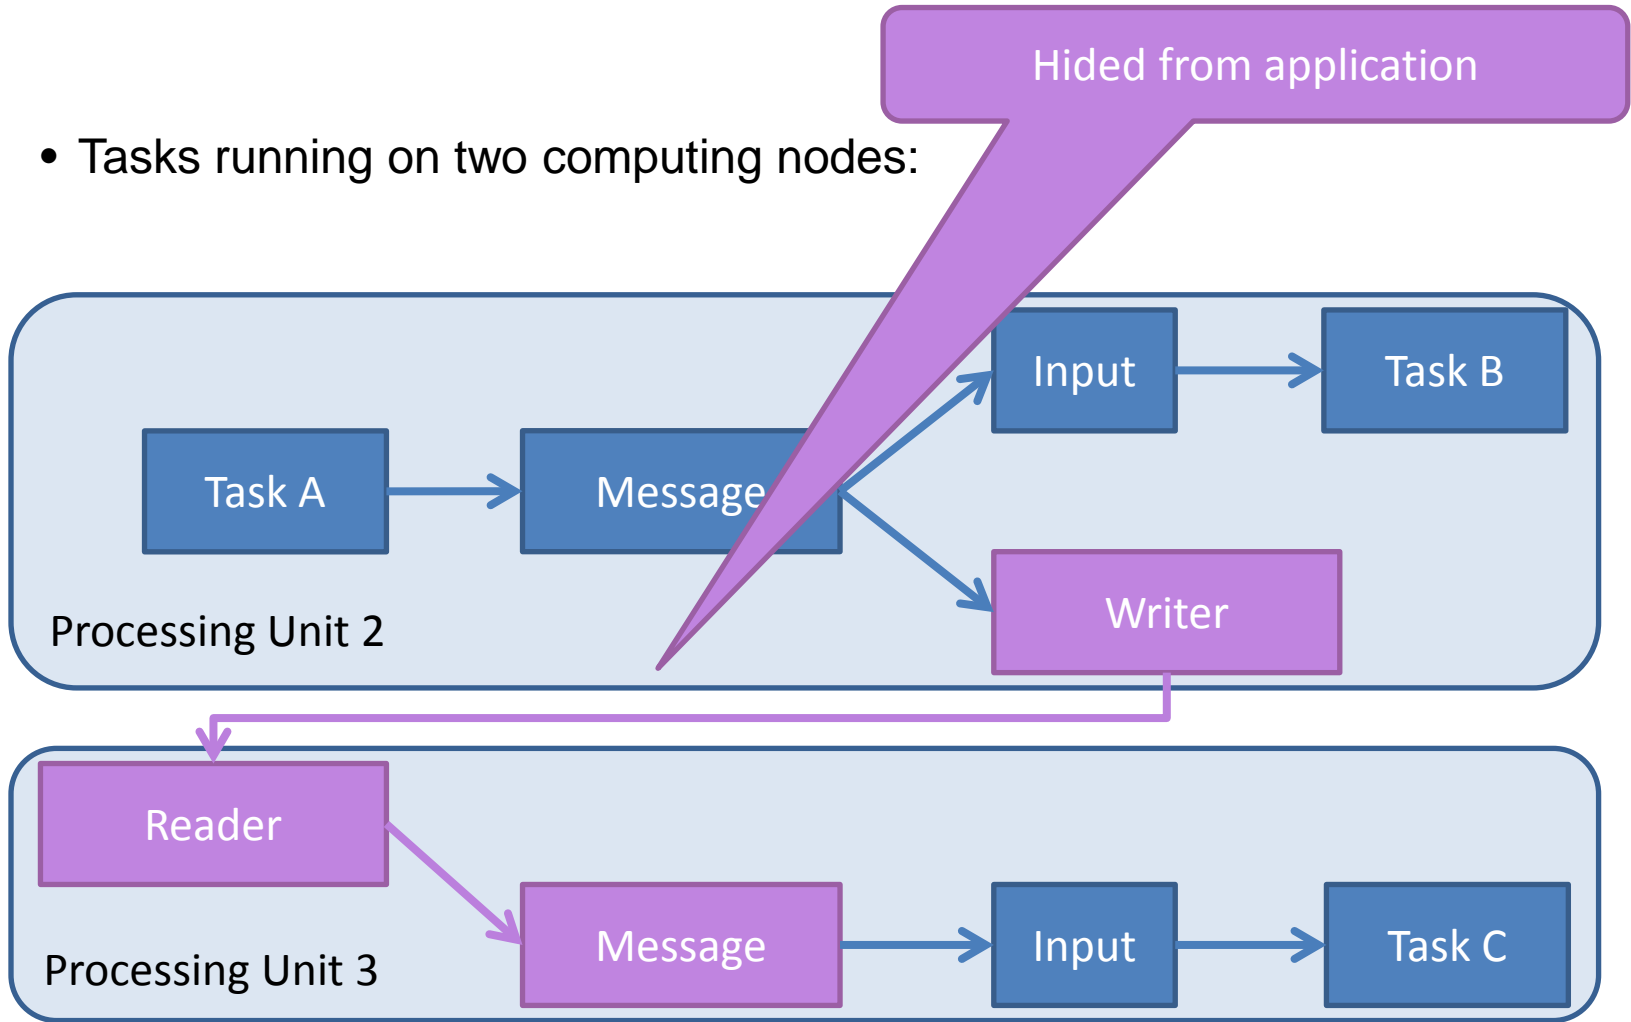 Hided from application
• Tasks running on two computing nodes:
Input
Task B
Task A
Message
Writer
Processing Unit 2
Reader
Message
Input
Task C
Processing Unit 3